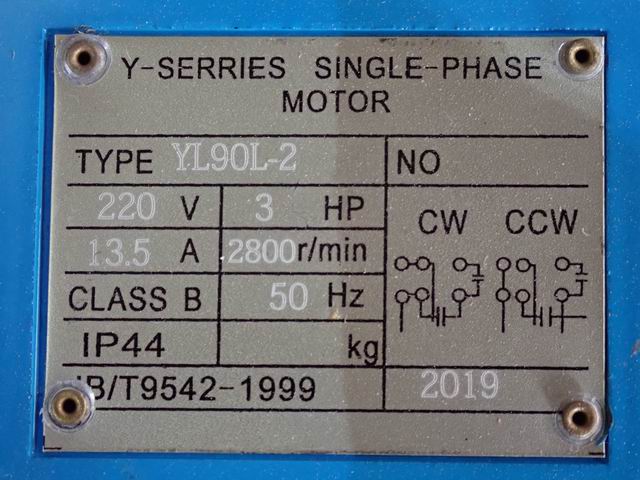 Y-SERRIES SINGLE-PHASE
MOTOR
TYPE YL90L-2 NO
220 V 3 HP
13.5 A 2800r/min
CW CCW
CLASS B 50 Hz
IP44 kg
JB/T9542-1999 2019